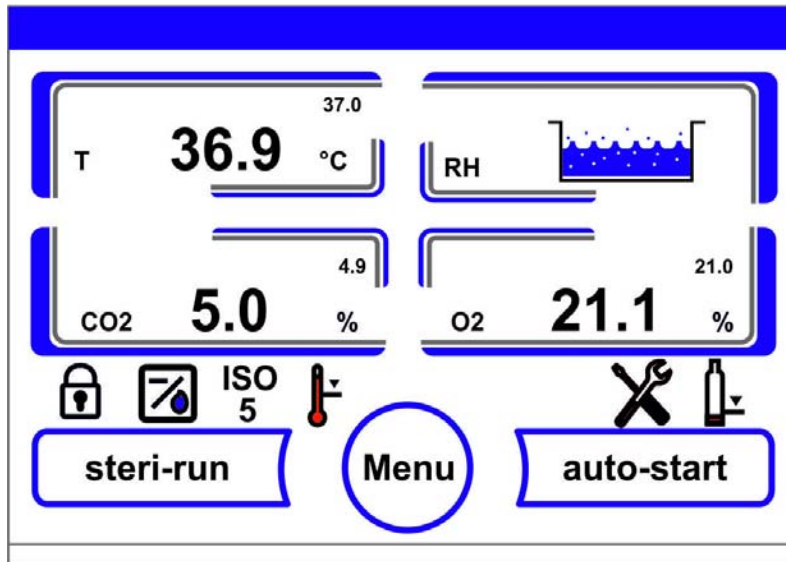 37.0
T 36.9 °C
RH
4.9
CO2 5.0 %
21.0
O2 21.1 %
ISO
5
steri-run
Menu
auto-start